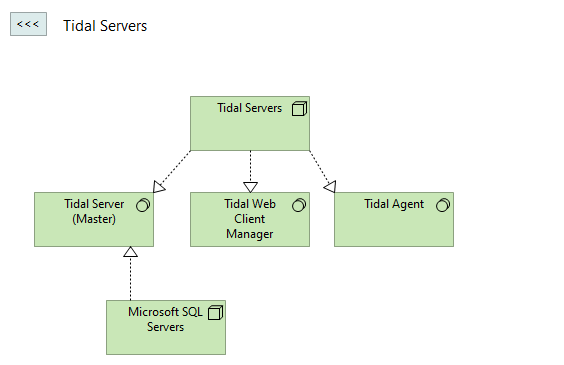 <<< Tidal Servers
Tidal Servers
Tidal Server
(Master)
Tidal Web
Client
Manager
Tidal Agent
Microsoft SQL
Servers